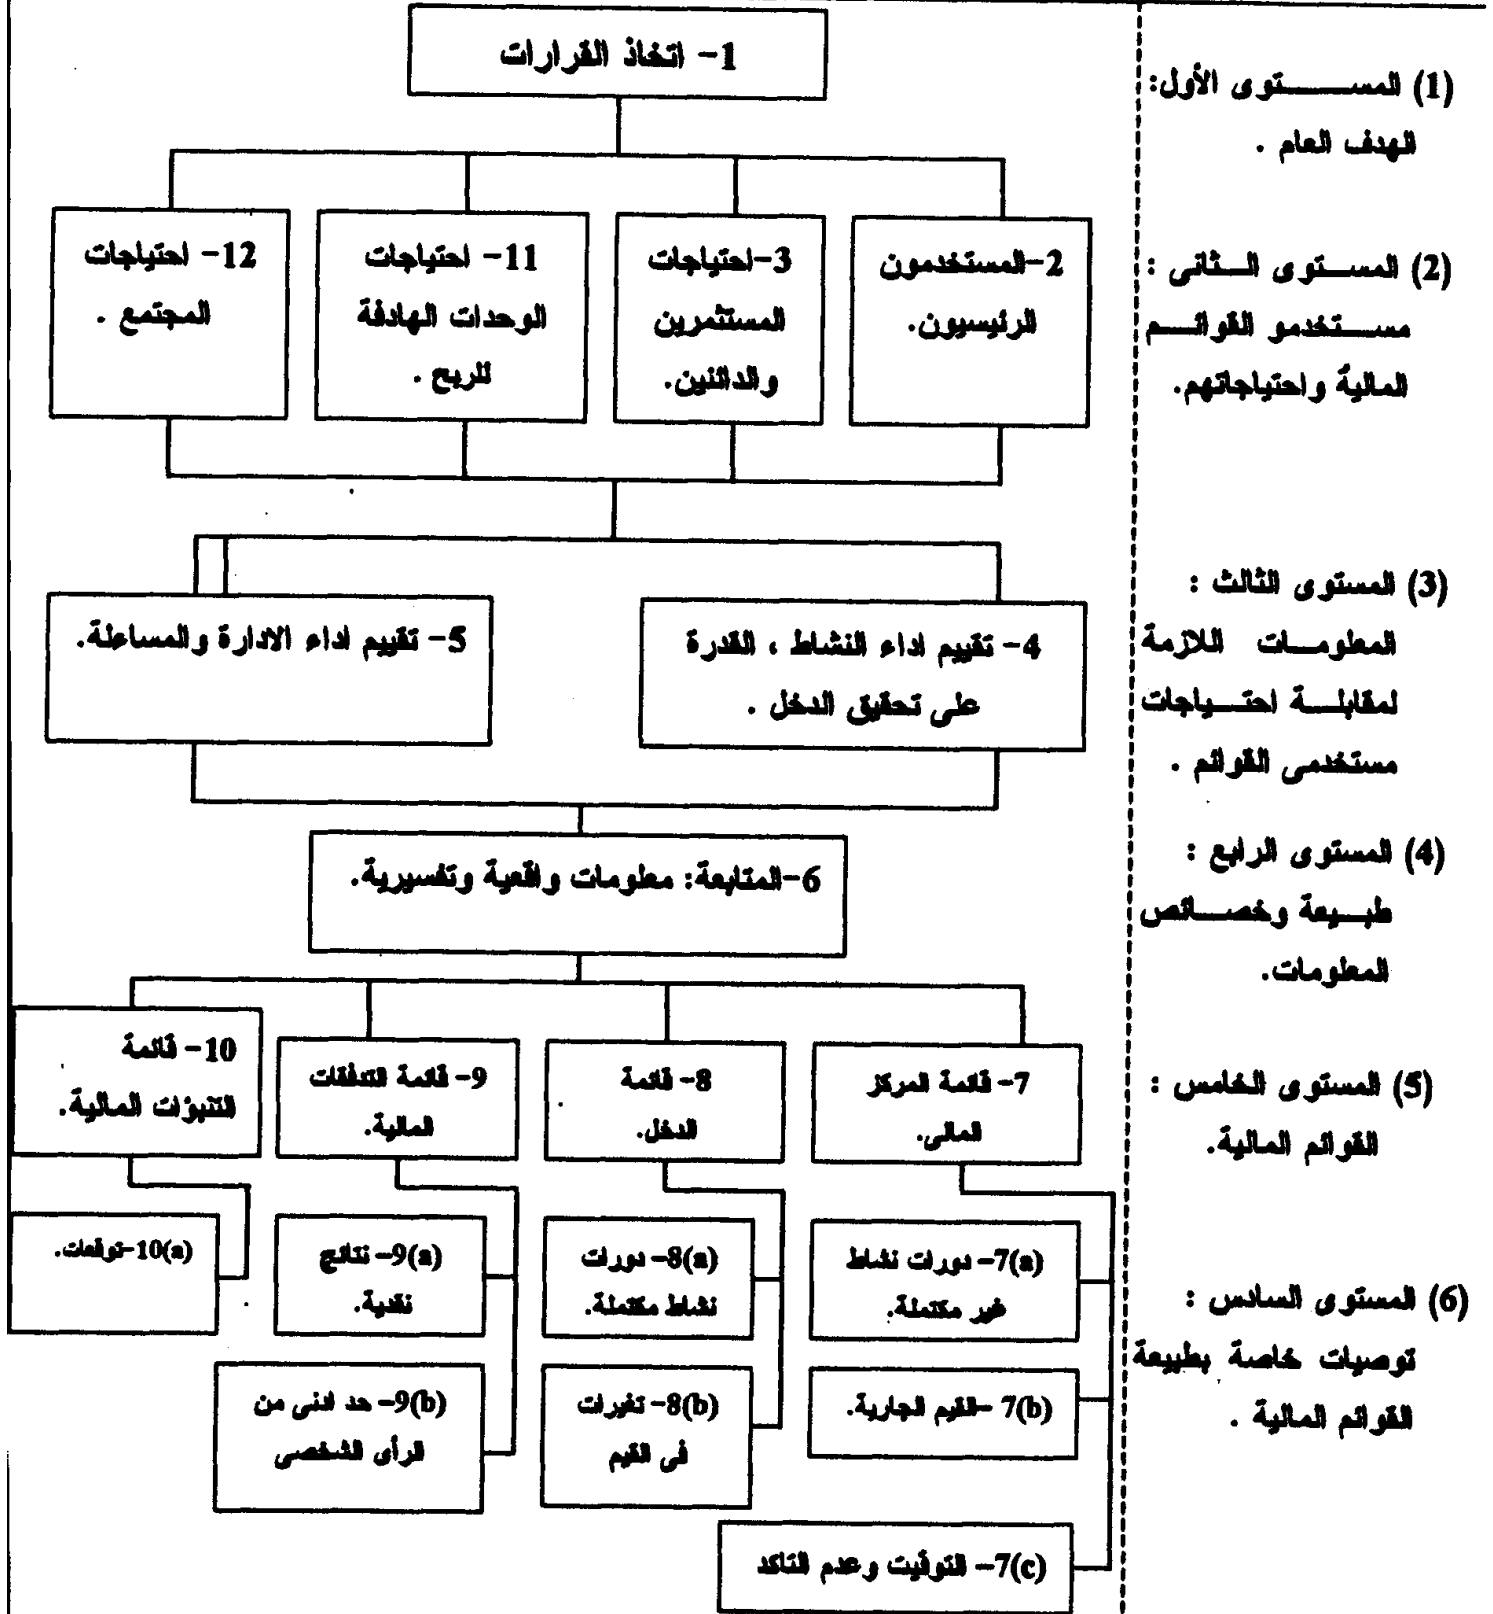 1- اتخاذ القرارات
(1) المستوى الأول:
الهدف العام .
2-المستخدمون
الرئيسيون.
3-احتياجات
المستثمرين
والدائنين.
11- احتياجات
الوحدات الهادفة
للربح .
12- احتياجات
المجتمع .
(2) المستوى الثانى :
مستخدمو القوائم
المالية واحتياجاتهم.
4- تقييم اداء النشاط ، القدرة
على تحقيق الدخل .
5- تقييم اداء الادارة والمساءلة.
(3) المستوى الثالث :
المعلومات اللازمة
لمقابلة احتياجات
مستخدمى القوائم .
6-المتابعة: معلومات واقعية وتفسيرية.
(4) المستوى الرابع :
طبيعة وخصائص
المعلومات.
7- قائمة المركز
المالى.
8- قائمة
الدخل.
9- قائمة التدفقات
المالية.
10- قائمة
التنبؤات المالية.
(5) المستوى الخامس :
القوائم المالية.
7(a)- دورات نشاط
غير مكتملة.
8(a)- دورات
نشاط مكتملة.
9(a)- نتائج
نقدية.
10(a)-توقعات.
7(b) -القيم الجارية.
8(b)- تغيرات
فى القيم
9(b)- حد ادنى من
الرأى الشخصى
7(c)- التوقيت وعدم التاكد
(6) المستوى السادس :
توصيات خاصة بطبيعة
القوائم المالية .